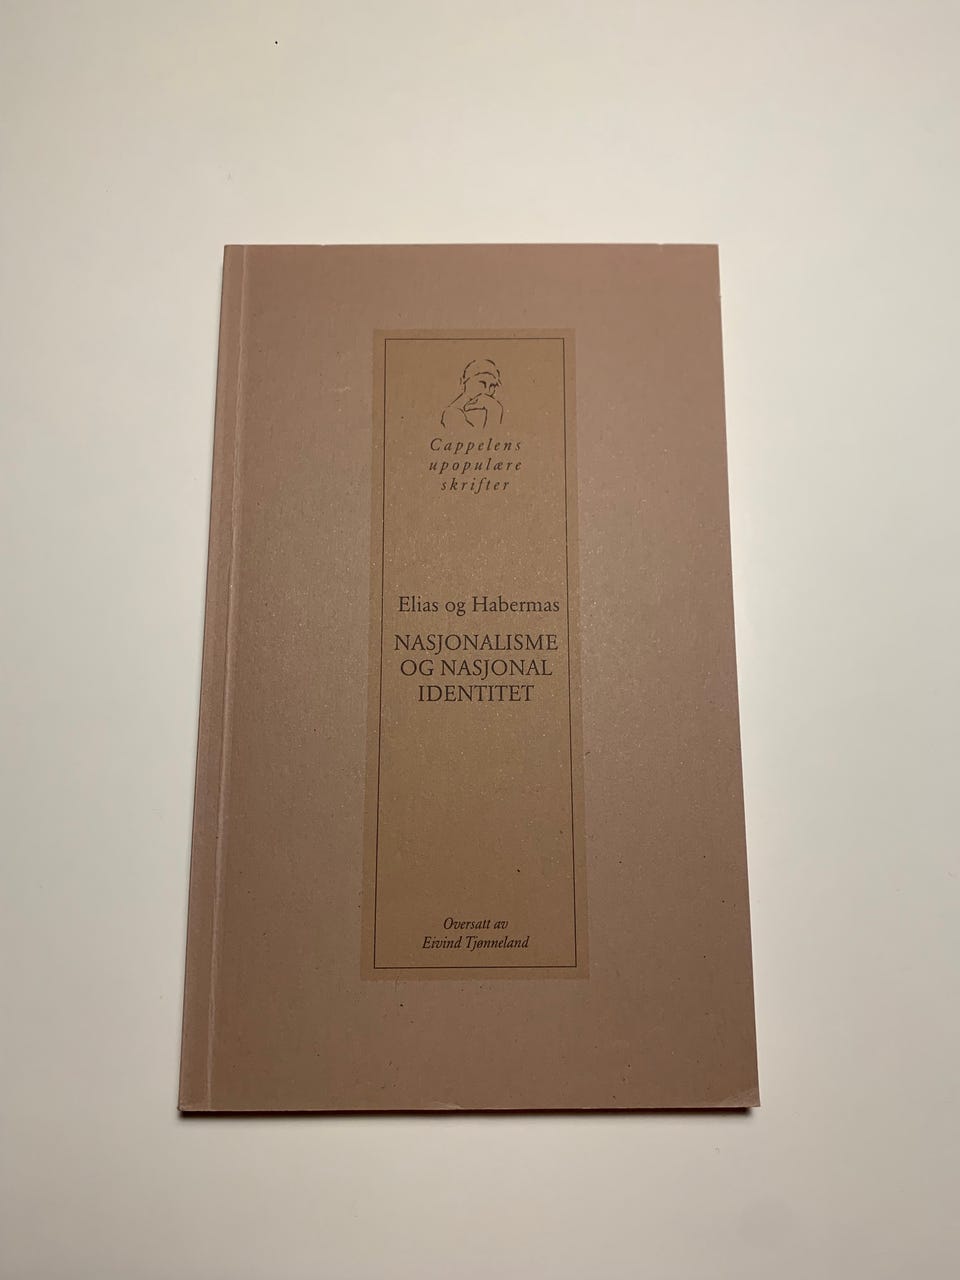 Cappelens
upopulære
skrifter
Elias og Habermas
NASJONALISME
OG NASJONAL
IDENTITET
Oversatt av
Eivind Tjønneland